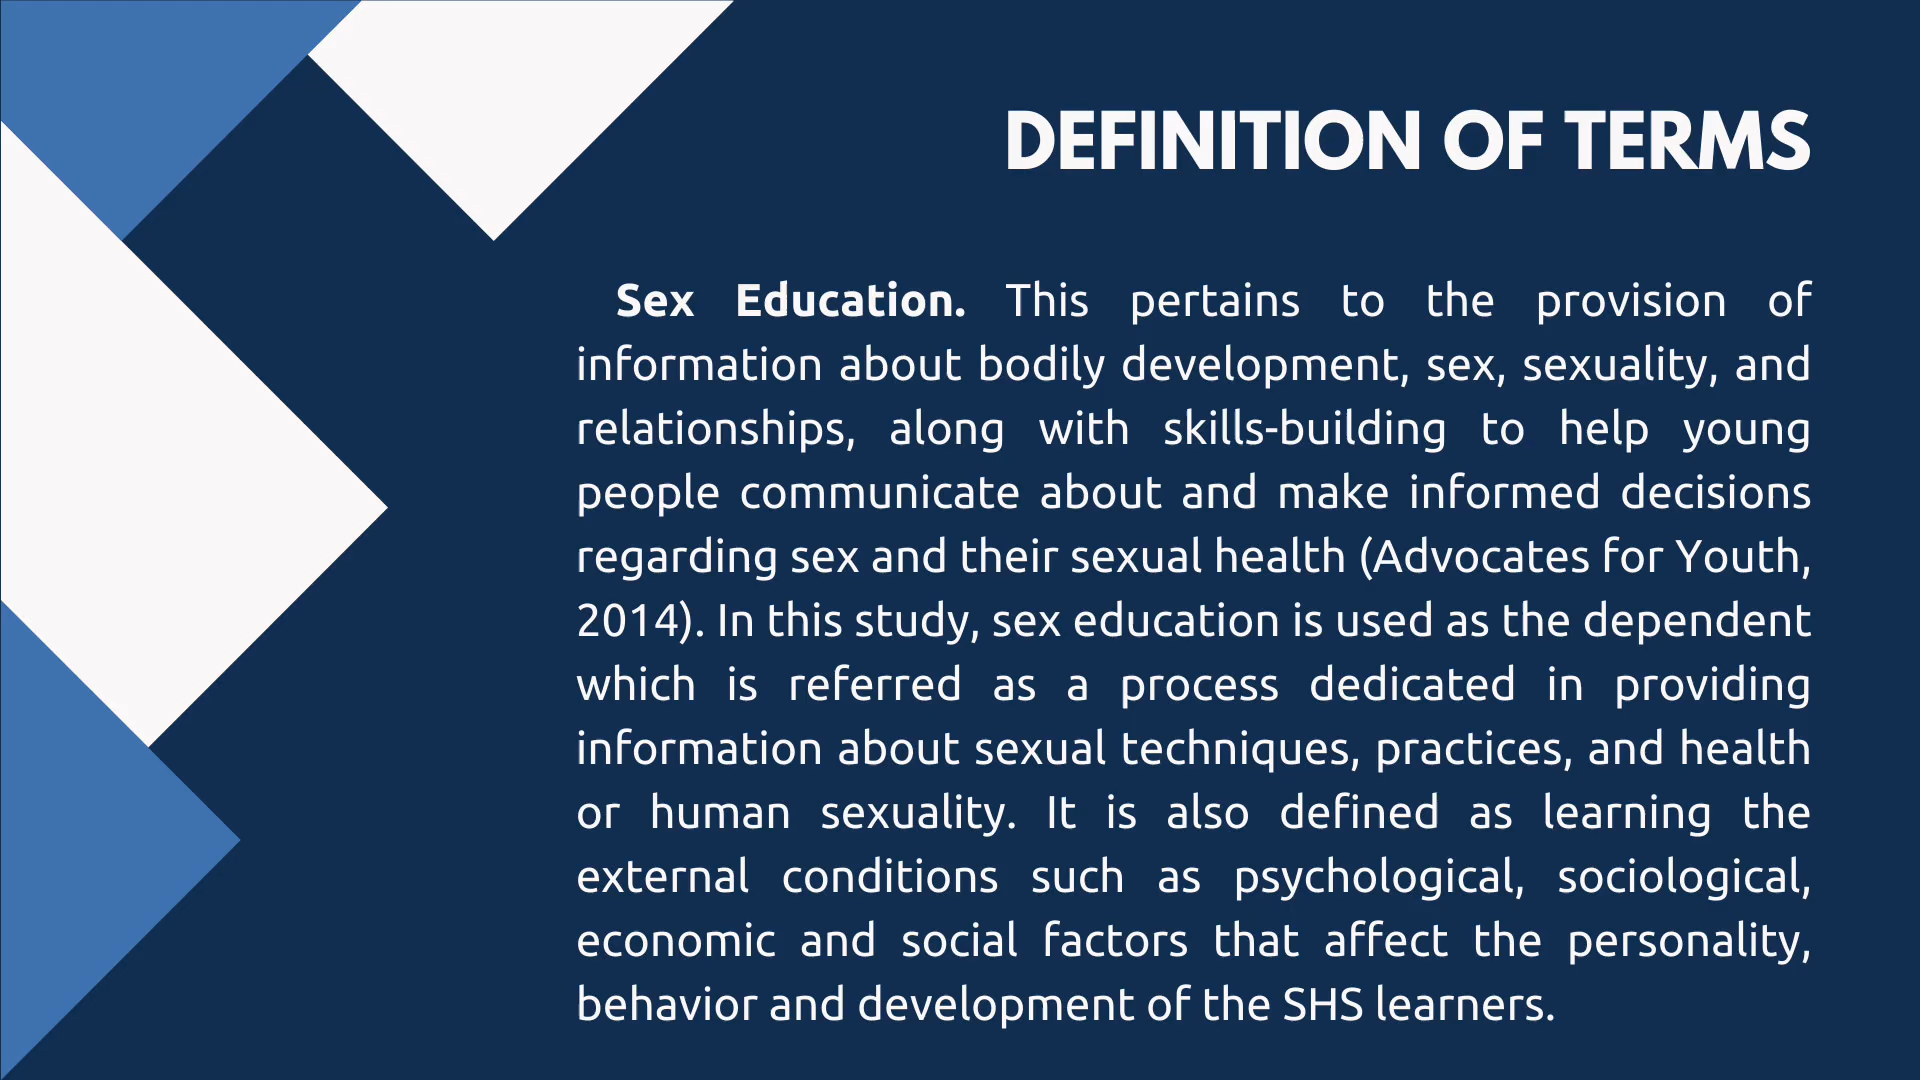 DEFINITION OF TERMS
Sex Education. This pertains to the provision of
information about bodily development, sex, sexuality, and
relationships, along with skills-building to help young
people communicate about and make informed decisions
regarding sex and their sexual health (Advocates for Youth,
2014). In this study, sex education is used as the dependent
which is referred as a process dedicated in providing
information about sexual techniques, practices, and health
or human sexuality. It is also defined as learning the
external conditions such as psychological, sociological,
economic and social factors that affect the personality,
behavior and development of the SHS learners.